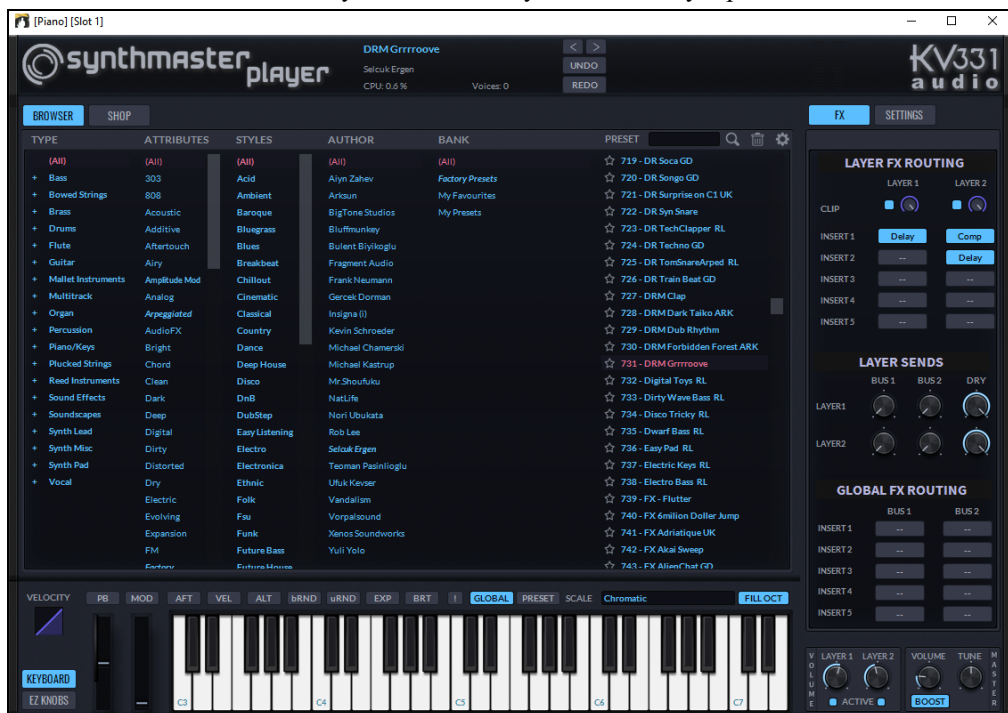 [Piano] [Slot 1]
synthmaster player
DRM Grrrroove
Selcuk Ergen
CPU: 0.6 %
Voices: 0
< >
UNDO
REDO
KV331 audio
BROWSER
SHOP
FX
SETTINGS
TYPE
(All)
+ Bass
+ Bowed Strings
+ Brass
+ Drums
+ Flute
+ Guitar
+ Mallet Instruments
+ Multitrack
+ Organ
+ Percussion
+ Piano/Keys
+ Plucked Strings
+ Reed Instruments
+ Sound Effects
+ Soundscapes
+ Synth Lead
+ Synth Misc
+ Synth Pad
+ Vocal
ATTRIBUTES
(All)
303
808
Acoustic
Additive
Aftertouch
Airy
Amplitude Mod
Analog
Arpeggiated
AudioFX
Bright
Chord
Clean
Dark
Deep
Digital
Dirty
Distorted
Dry
Electric
Evolving
Expansion
FM
Factory
STYLES
(All)
Acid
Ambient
Baroque
Bluegrass
Blues
Breakbeat
Chillout
Cinematic
Classical
Country
Dance
Deep House
Disco
DnB
DubStep
Easy Listening
Electro
Electronica
Ethnic
Folk
Fsu
Funk
Future Bass
Future House
AUTHOR
(All)
Aiyn Zahev
Arksun
BigTone Studios
Bluffmunkey
Bulent Biyikoglu
Fragment Audio
Frank Neumann
Gercek Dorman
Insigna (i)
Kevin Schroeder
Michael Chamerski
Michael Kastrup
Mr.Shoufuku
NatLife
Nori Ubukata
Rob Lee
Selcuk Ergen
Teoman Pasinlioglu
Ufuk Kevser
Vandalism
Vorpalsound
Xenos Soundworks
Yuli Yolo
BANK
(All)
Factory Presets
My Favourites
My Presets
PRESET
719 - DR Soca GD
720 - DR Songo GD
721 - DR Surprise on C1 UK
722 - DR Syn Snare
723 - DR TechClapper RL
724 - DR Techno GD
725 - DR TomSnareArped RL
726 - DR Train Beat GD
727 - DRM Clap
728 - DRM Dark Taiko ARK
729 - DRM Dub Rhythm
730 - DRM Forbidden Forest ARK
731 - DRM Grrrroove
732 - Digital Toys RL
733 - Dirty Wave Bass RL
734 - Disco Tricky RL
735 - Dwarf Bass RL
736 - Easy Pad RL
737 - Electric Keys RL
738 - Electro Bass RL
739 - FX - Flutter
740 - FX 6milion Doller Jump
741 - FX Adriatique UK
742 - FX Akai Sweep
743 - FX AlienChat GD
LAYER FX ROUTING
LAYER 1 LAYER 2
CLIP
INSERT 1 Delay Comp
INSERT 2 -- Delay
INSERT 3 -- --
INSERT 4 -- --
INSERT 5 -- --
LAYER SENDS
BUS 1 BUS 2 DRY
LAYER1
LAYER2
GLOBAL FX ROUTING
BUS 1 BUS 2
INSERT 1 -- --
INSERT 2 -- --
INSERT 3 -- --
INSERT 4 -- --
INSERT 5 -- --
VELOCITY PB MOD AFT VEL ALT bRND uRND EXP BRT ! GLOBAL PRESET SCALE Chromatic FILL OCT
KEYBOARD
EZ KNOBS
C3 C4 C5 C6 C7
VOLUME
LAYER 1 LAYER 2
ACTIVE
VOLUME TUNE
BOOST
MASTER